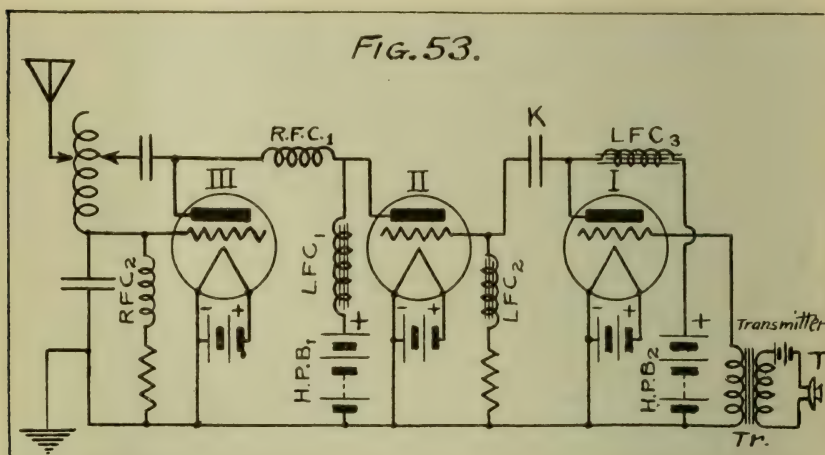 FIG. 53.
K
R.F.C.1
LFC3
III
II
I
RFC2
LFC1
LFC2
- +
- +
- +
+
+
Transmitter
T
H.P.B1
H.P.B2
Tr.